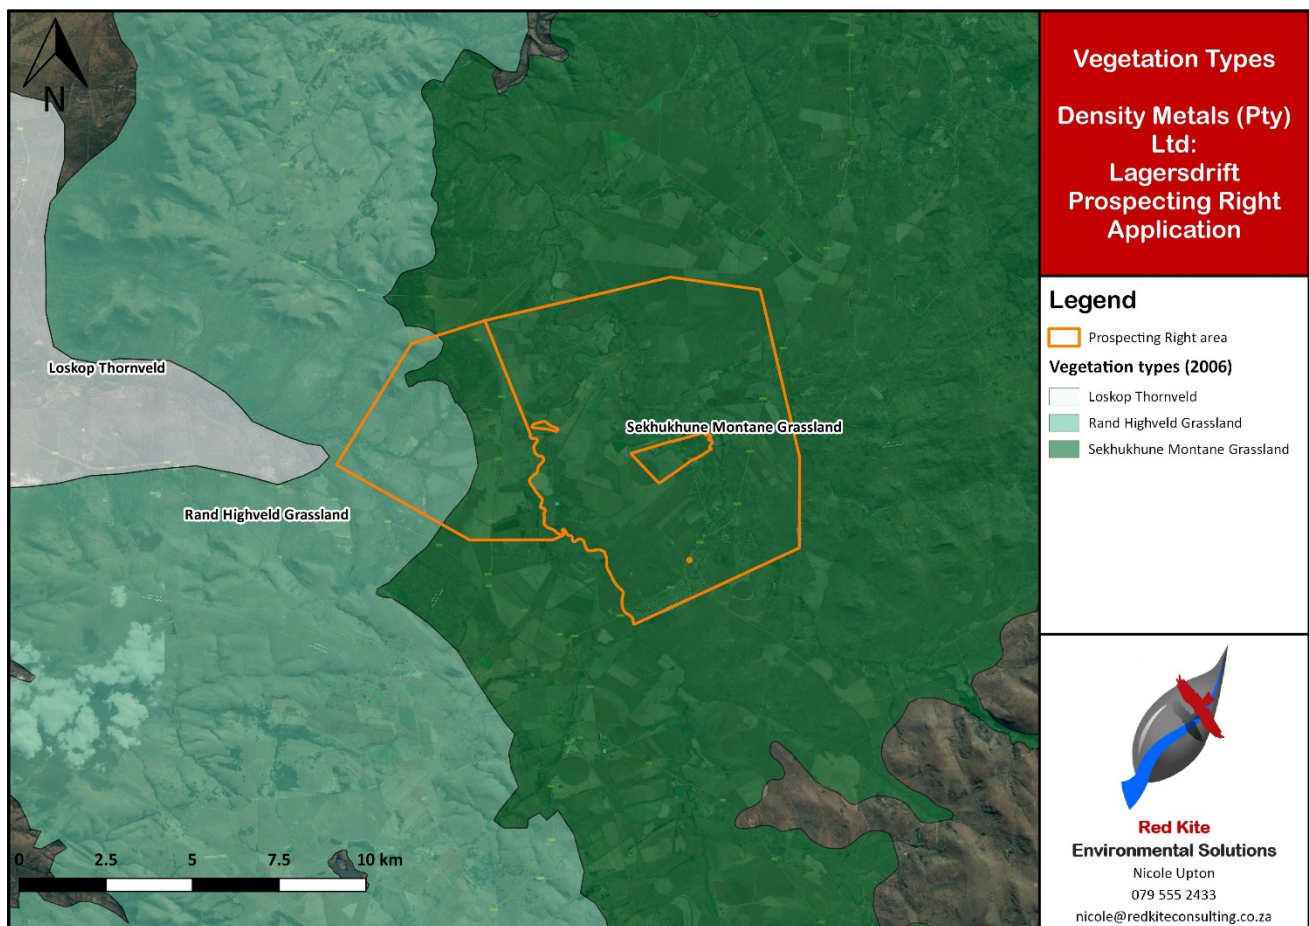 N
Loskop Thornveld
Sekhukhune Montane Grassland
Rand Highveld Grassland
0 2.5 5 7.5 10 km
Vegetation Types
Density Metals (Pty)
Ltd:
Lagersdrift
Prospecting Right
Application
Legend
Prospecting Right area
Vegetation types (2006)
Loskop Thornveld
Rand Highveld Grassland
Sekhukhune Montane Grassland
Red Kite
Environmental Solutions
Nicole Upton
079 555 2433
nicole@redkiteconsulting.co.za